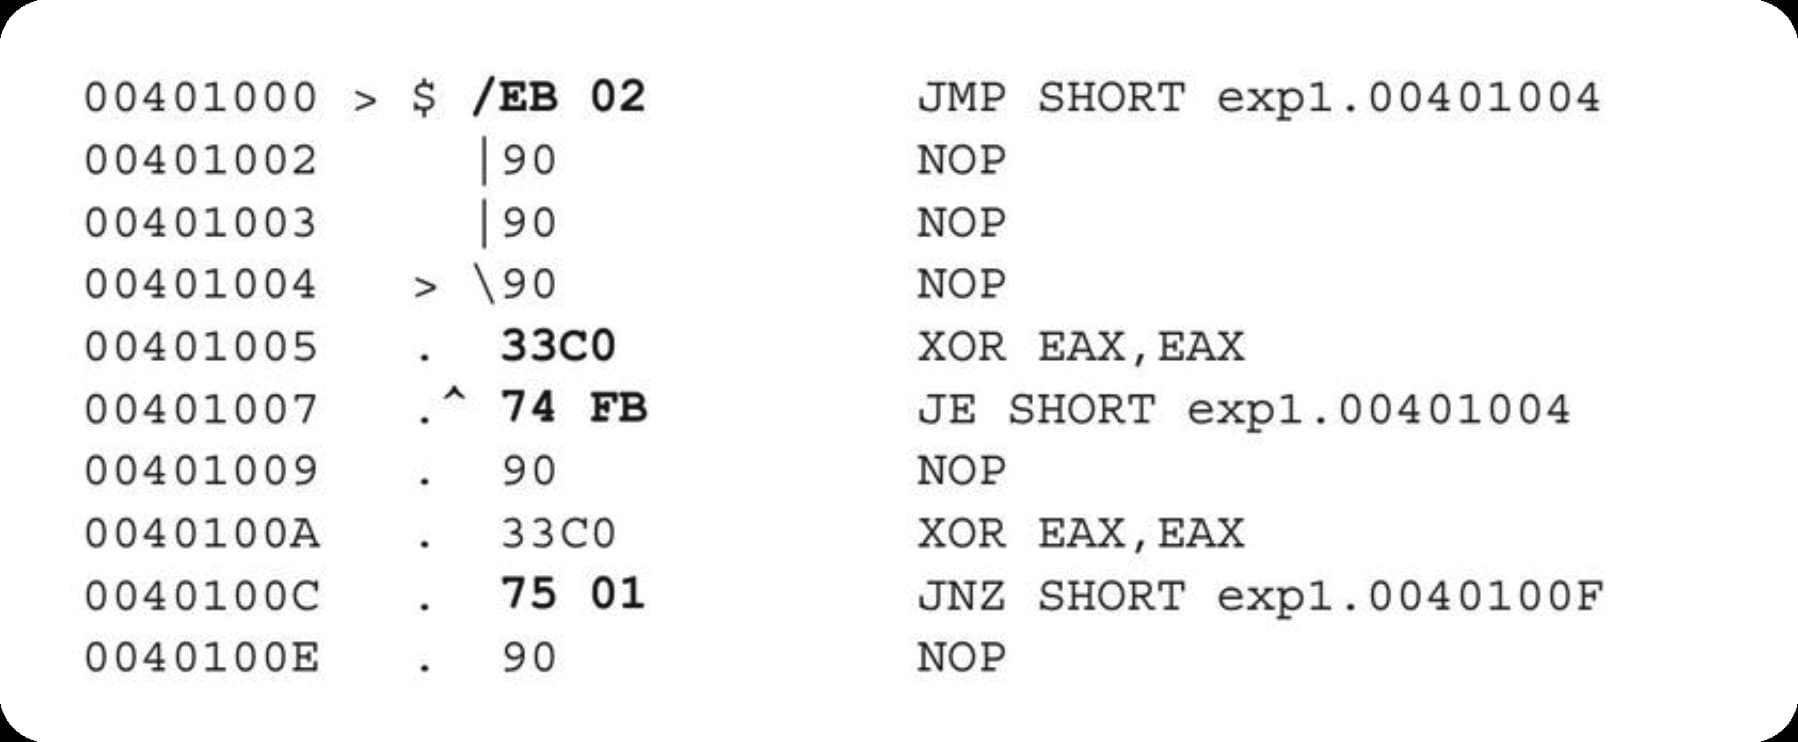 00401000 > $ /EB 02 JMP SHORT exp1.00401004
00401002 |90 NOP
00401003 |90 NOP
00401004 > \90 NOP
00401005 . 33C0 XOR EAX,EAX
00401007 .^ 74 FB JE SHORT exp1.00401004
00401009 . 90 NOP
0040100A . 33C0 XOR EAX,EAX
0040100C . 75 01 JNZ SHORT exp1.0040100F
0040100E . 90 NOP